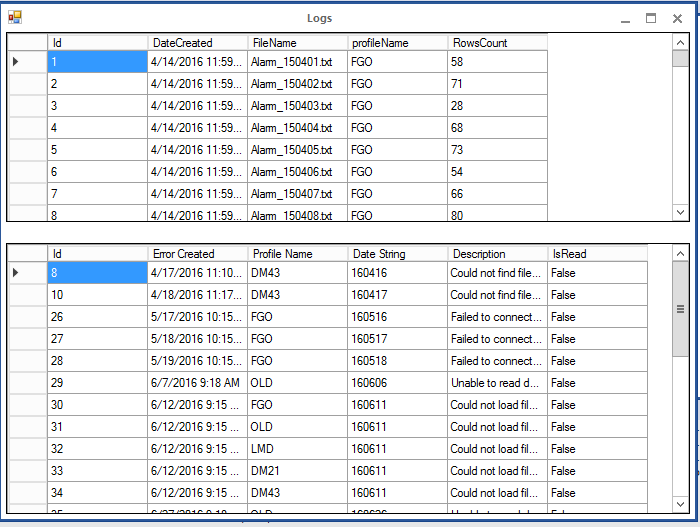 Logs
Id DateCreated FileName profileName RowsCount
1 4/14/2016 11:59... Alarm_150401.txt FGO 58
2 4/14/2016 11:59... Alarm_150402.txt FGO 71
3 4/14/2016 11:59... Alarm_150403.txt FGO 28
4 4/14/2016 11:59... Alarm_150404.txt FGO 68
5 4/14/2016 11:59... Alarm_150405.txt FGO 73
6 4/14/2016 11:59... Alarm_150406.txt FGO 54
7 4/14/2016 11:59... Alarm_150407.txt FGO 66
8 4/14/2016 11:59... Alarm_150408.txt FGO 80
Id Error Created Profile Name Date String Description IsRead
8 4/17/2016 11:10... DM43 160416 Could not find file... False
10 4/18/2016 11:17... DM43 160417 Could not find file... False
26 5/17/2016 10:15... FGO 160516 Failed to connect... False
27 5/18/2016 10:15... FGO 160517 Failed to connect... False
28 5/19/2016 10:15... FGO 160518 Failed to connect... False
29 6/7/2016 9:18 AM OLD 160606 Unable to read d... False
30 6/12/2016 9:15 ... FGO 160611 Could not load fil... False
31 6/12/2016 9:15 ... OLD 160611 Could not load fil... False
32 6/12/2016 9:15 ... LMD 160611 Could not load fil... False
33 6/12/2016 9:15 ... DM21 160611 Could not load fil... False
34 6/12/2016 9:15 ... DM43 160611 Could not load fil... False